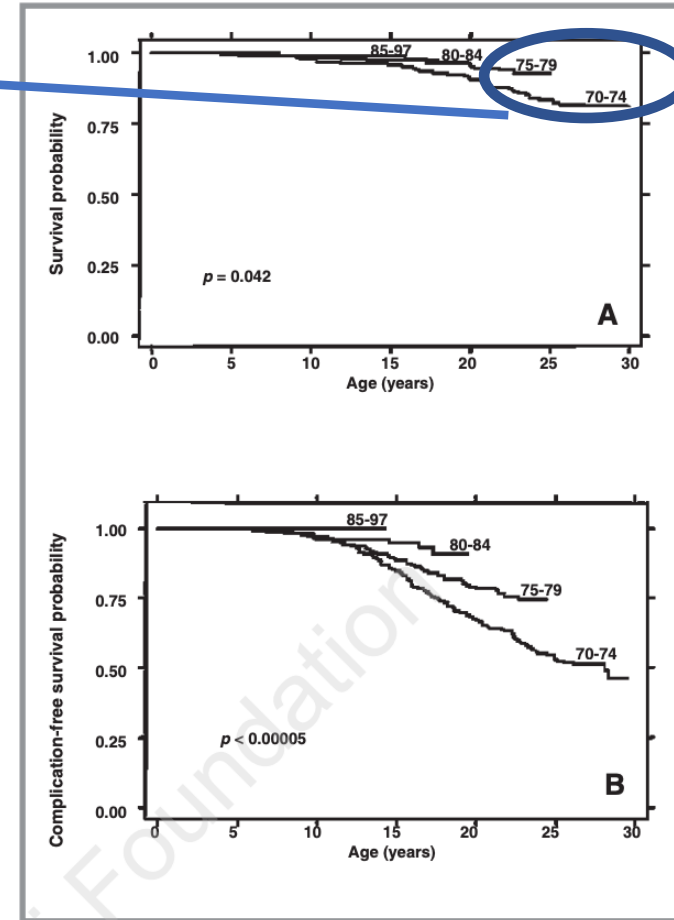 85-97
80-84
75-79
70-74
1.00
0.75
0.50
0.25
0.00
Survival probability
p = 0.042
A
0 5 10 15 20 25 30
Age (years)
85-97
80-84
75-79
70-74
1.00
0.75
0.50
0.25
0.00
Complication-free survival probability
p < 0.00005
B
0 5 10 15 20 25 30
Age (years)
Foundation